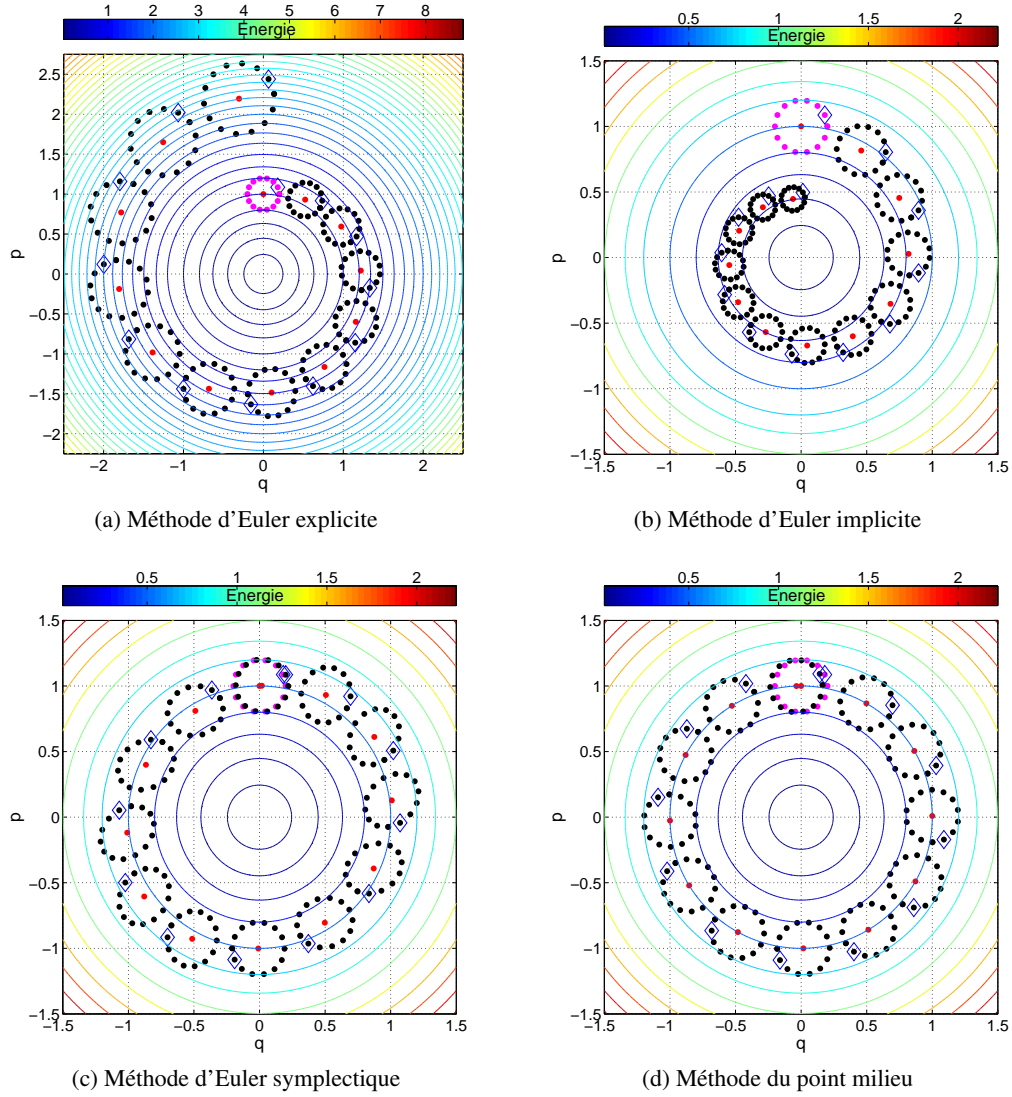 1 2 3 4 5 6 7 8
Energie
2.5
2
1.5
1
0.5
0
−0.5
−1
−1.5
−2
p
−2 −1 0 1 2
q
(a) Méthode d'Euler explicite
0.5 1 1.5 2
Energie
1.5
1
0.5
0
−0.5
−1
−1.5
p
−1.5 −1 −0.5 0 0.5 1 1.5
q
(b) Méthode d'Euler implicite
0.5 1 1.5 2
Energie
1.5
1
0.5
0
−0.5
−1
−1.5
p
−1.5 −1 −0.5 0 0.5 1 1.5
q
(c) Méthode d'Euler symplectique
0.5 1 1.5 2
Energie
1.5
1
0.5
0
−0.5
−1
−1.5
p
−1.5 −1 −0.5 0 0.5 1 1.5
q
(d) Méthode du point milieu